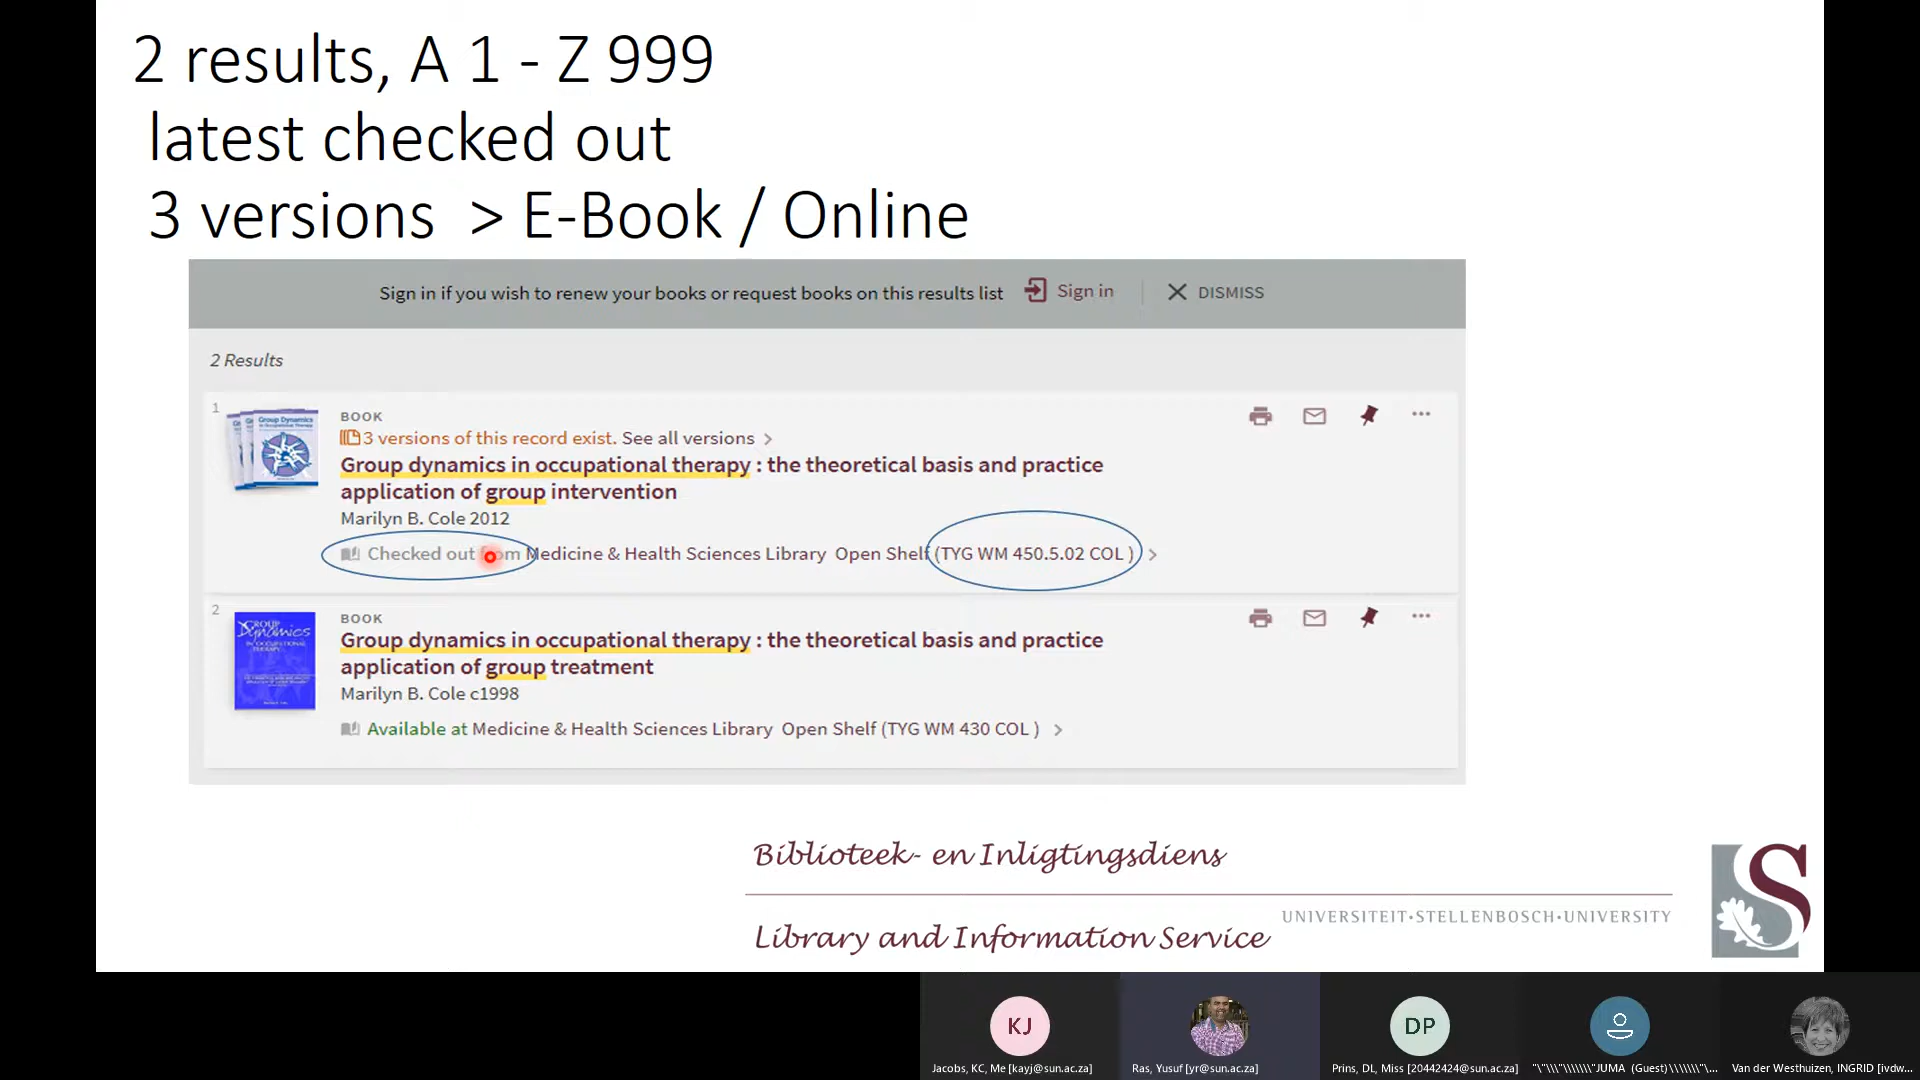 2 results, A 1 - Z 999
latest checked out
3 versions > E-Book / Online
Sign in if you wish to renew your books or request books on this results list Sign in DISMISS
2 Results
1
BOOK
3 versions of this record exist. See all versions
Group dynamics in occupational therapy : the theoretical basis and practice
application of group intervention
Marilyn B. Cole 2012
Checked out from Medicine & Health Sciences Library Open Shelf (TYG WM 450.5.02 COL )
2
BOOK
Group dynamics in occupational therapy : the theoretical basis and practice
application of group treatment
Marilyn B. Cole c1998
Available at Medicine & Health Sciences Library Open Shelf (TYG WM 430 COL )
Biblioteek- en Inligtingsdiens
UNIVERSITEIT•STELLENBOSCH•UNIVERSITY
Library and Information Service
KJ
DP
Jacobs, KC, Me [kayj@sun.ac.za]
Ras, Yusuf [yr@sun.ac.za]
Prins, DL, Miss [20442424@sun.ac.za]
"\"\\\"\\\\\\\"JUMA (Guest)\\\\\\\"\...
Van der Westhuizen, INGRID [ivdw...